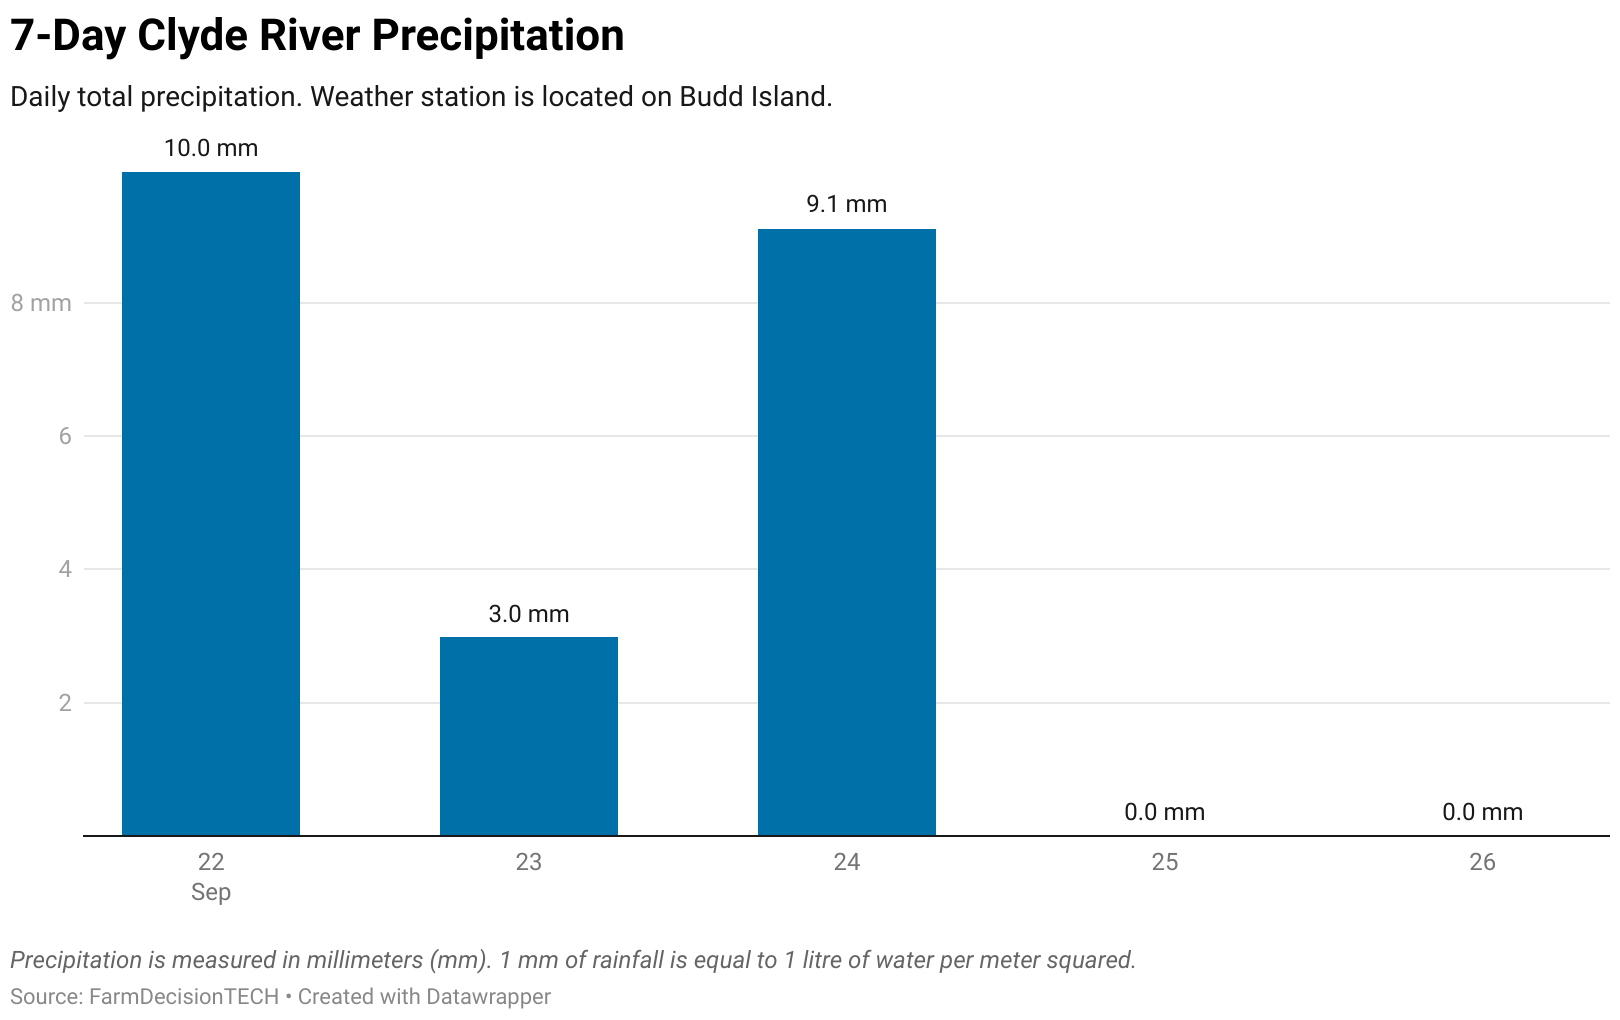 7-Day Clyde River Precipitation
Daily total precipitation. Weather station is located on Budd Island.
10.0 mm
9.1 mm
8 mm
6
4
3.0 mm
2
0.0 mm 0.0 mm
22 23 24 25 26
Sep
Precipitation is measured in millimeters (mm). 1 mm of rainfall is equal to 1 litre of water per meter squared.
Source: FarmDecisionTECH • Created with Datawrapper